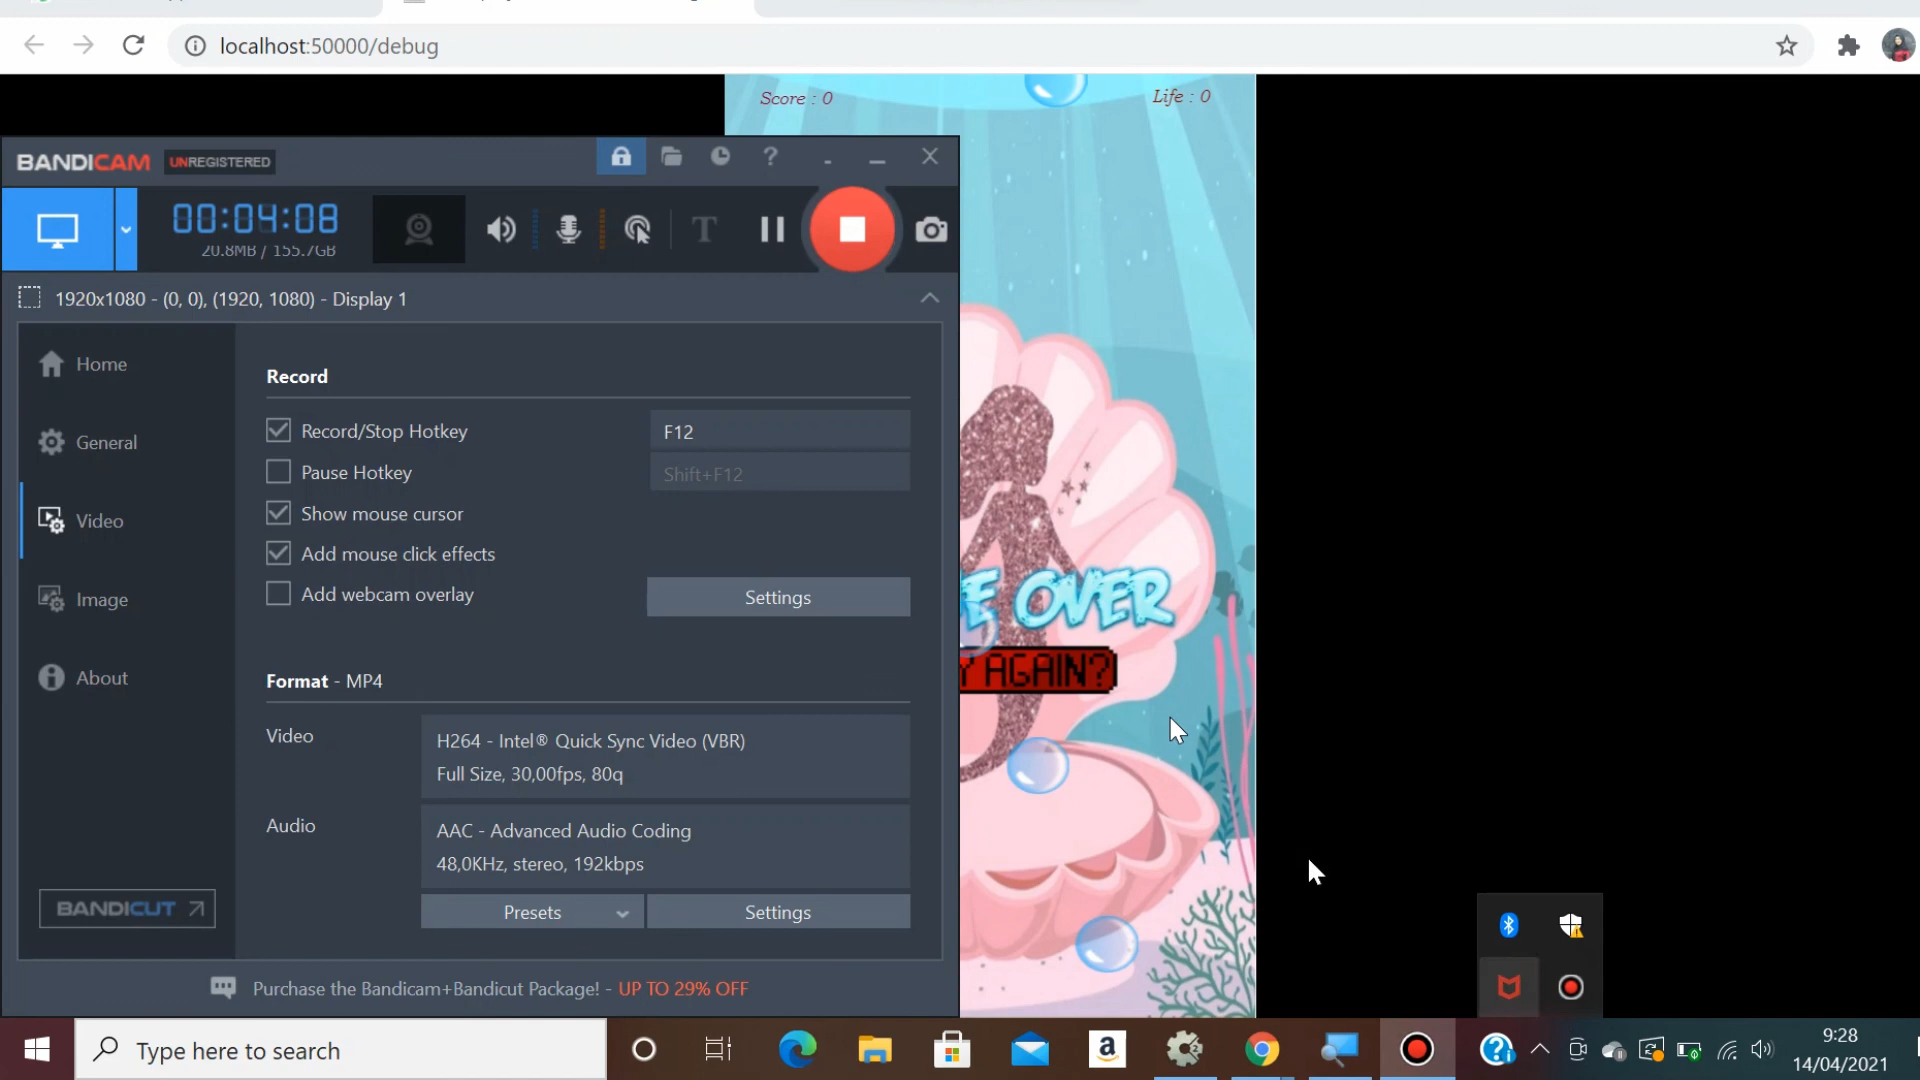 localhost:50000/debug
Score : 0
Life : 0
BANDICAM UNREGISTERED
00:04:08
20.8MB / 155.7GB
1920x1080 - (0, 0), (1920, 1080) - Display 1
Home
General
Video
Image
About
BANDICUT
Record
Record/Stop Hotkey
F12
Pause Hotkey
Shift+F12
Show mouse cursor
Add mouse click effects
Add webcam overlay
Settings
Format - MP4
Video
H264 - Intel® Quick Sync Video (VBR)
Full Size, 30,00fps, 80q
Audio
AAC - Advanced Audio Coding
48,0KHz, stereo, 192kbps
Presets
Settings
Purchase the Bandicam+Bandicut Package! - UP TO 29% OFF
E OVER
Y AGAIN?
Type here to search
9:28
14/04/2021